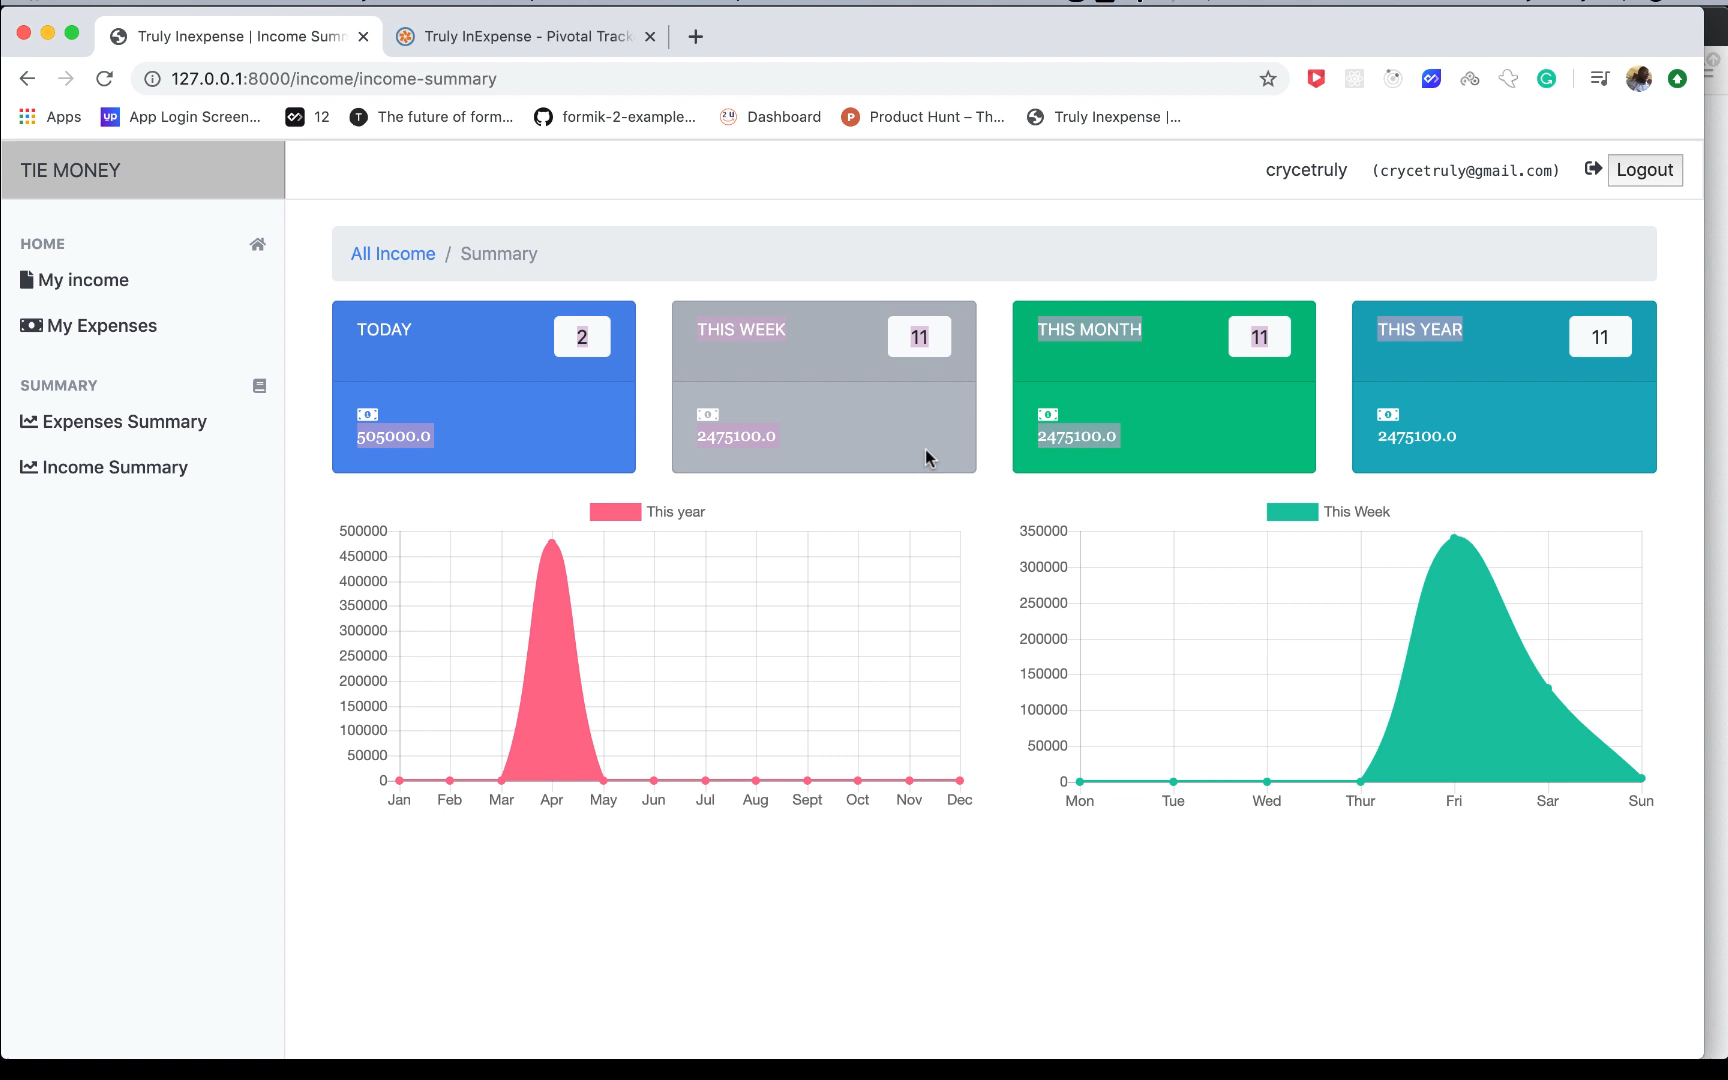 Truly Inexpense | Income Summ
Truly InExpense - Pivotal Track
127.0.0.1:8000/income/income-summary
Apps
UP App Login Screen...
12
T The future of form...
formik-2-example...
2U Dashboard
P Product Hunt – Th...
Truly Inexpense |...
TIE MONEY
crycetruly (crycetruly@gmail.com) Logout
HOME
My income
My Expenses
SUMMARY
Expenses Summary
Income Summary
All Income / Summary
TODAY 2
505000.0
THIS WEEK 11
2475100.0
THIS MONTH 11
2475100.0
THIS YEAR 11
2475100.0
This year
500000
450000
400000
350000
300000
250000
200000
150000
100000
50000
0
Jan Feb Mar Apr May Jun Jul Aug Sept Oct Nov Dec
This Week
350000
300000
250000
200000
150000
100000
50000
0
Mon Tue Wed Thur Fri Sar Sun